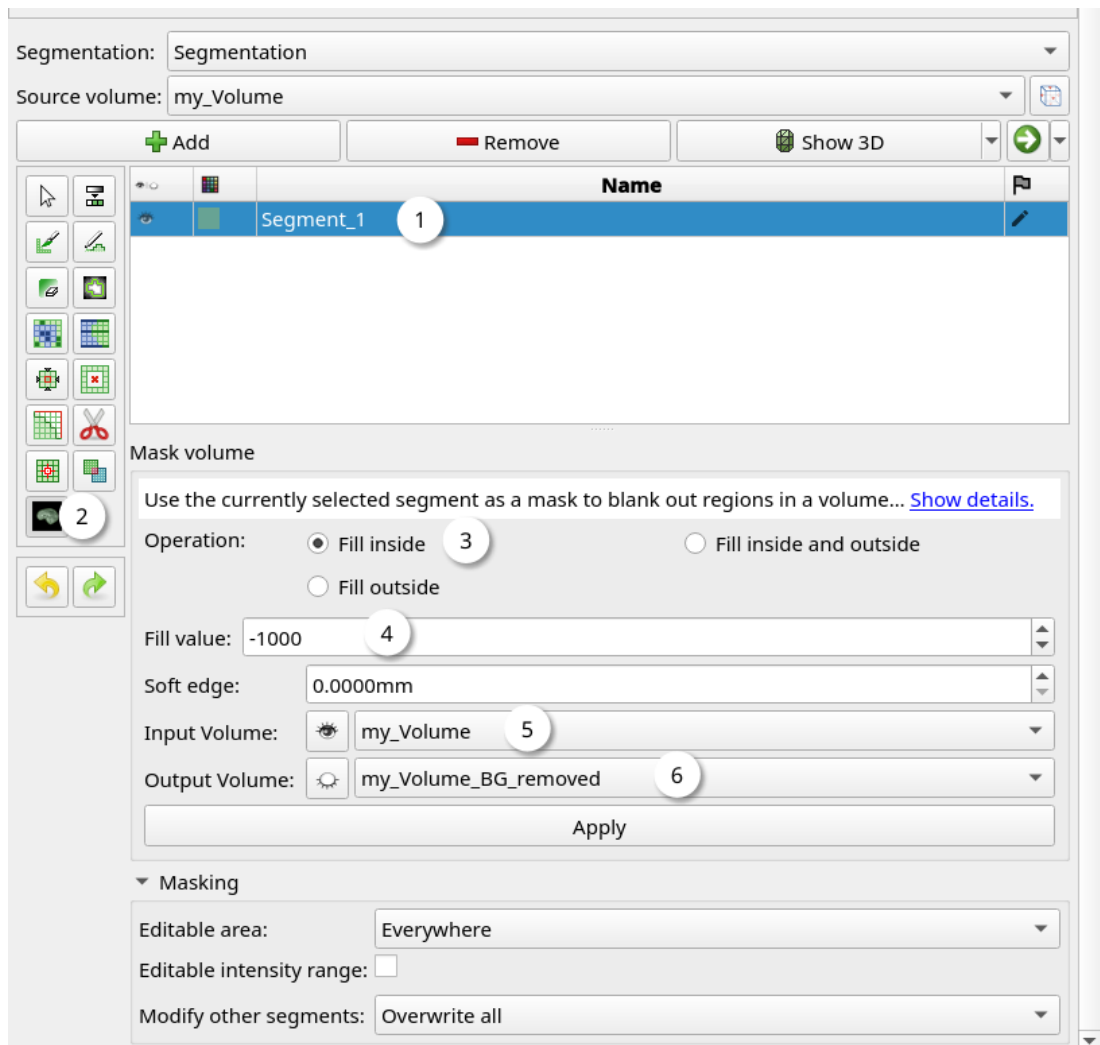 Segmentation: Segmentation
Source volume: my_Volume
Add Remove Show 3D
Name
Segment_1 1
Mask volume
Use the currently selected segment as a mask to blank out regions in a volume... Show details.
2
Operation: Fill inside 3 Fill inside and outside
Fill outside
Fill value: -1000 4
Soft edge: 0.0000mm
Input Volume: my_Volume 5
Output Volume: my_Volume_BG_removed 6
Apply
Masking
Editable area: Everywhere
Editable intensity range:
Modify other segments: Overwrite all